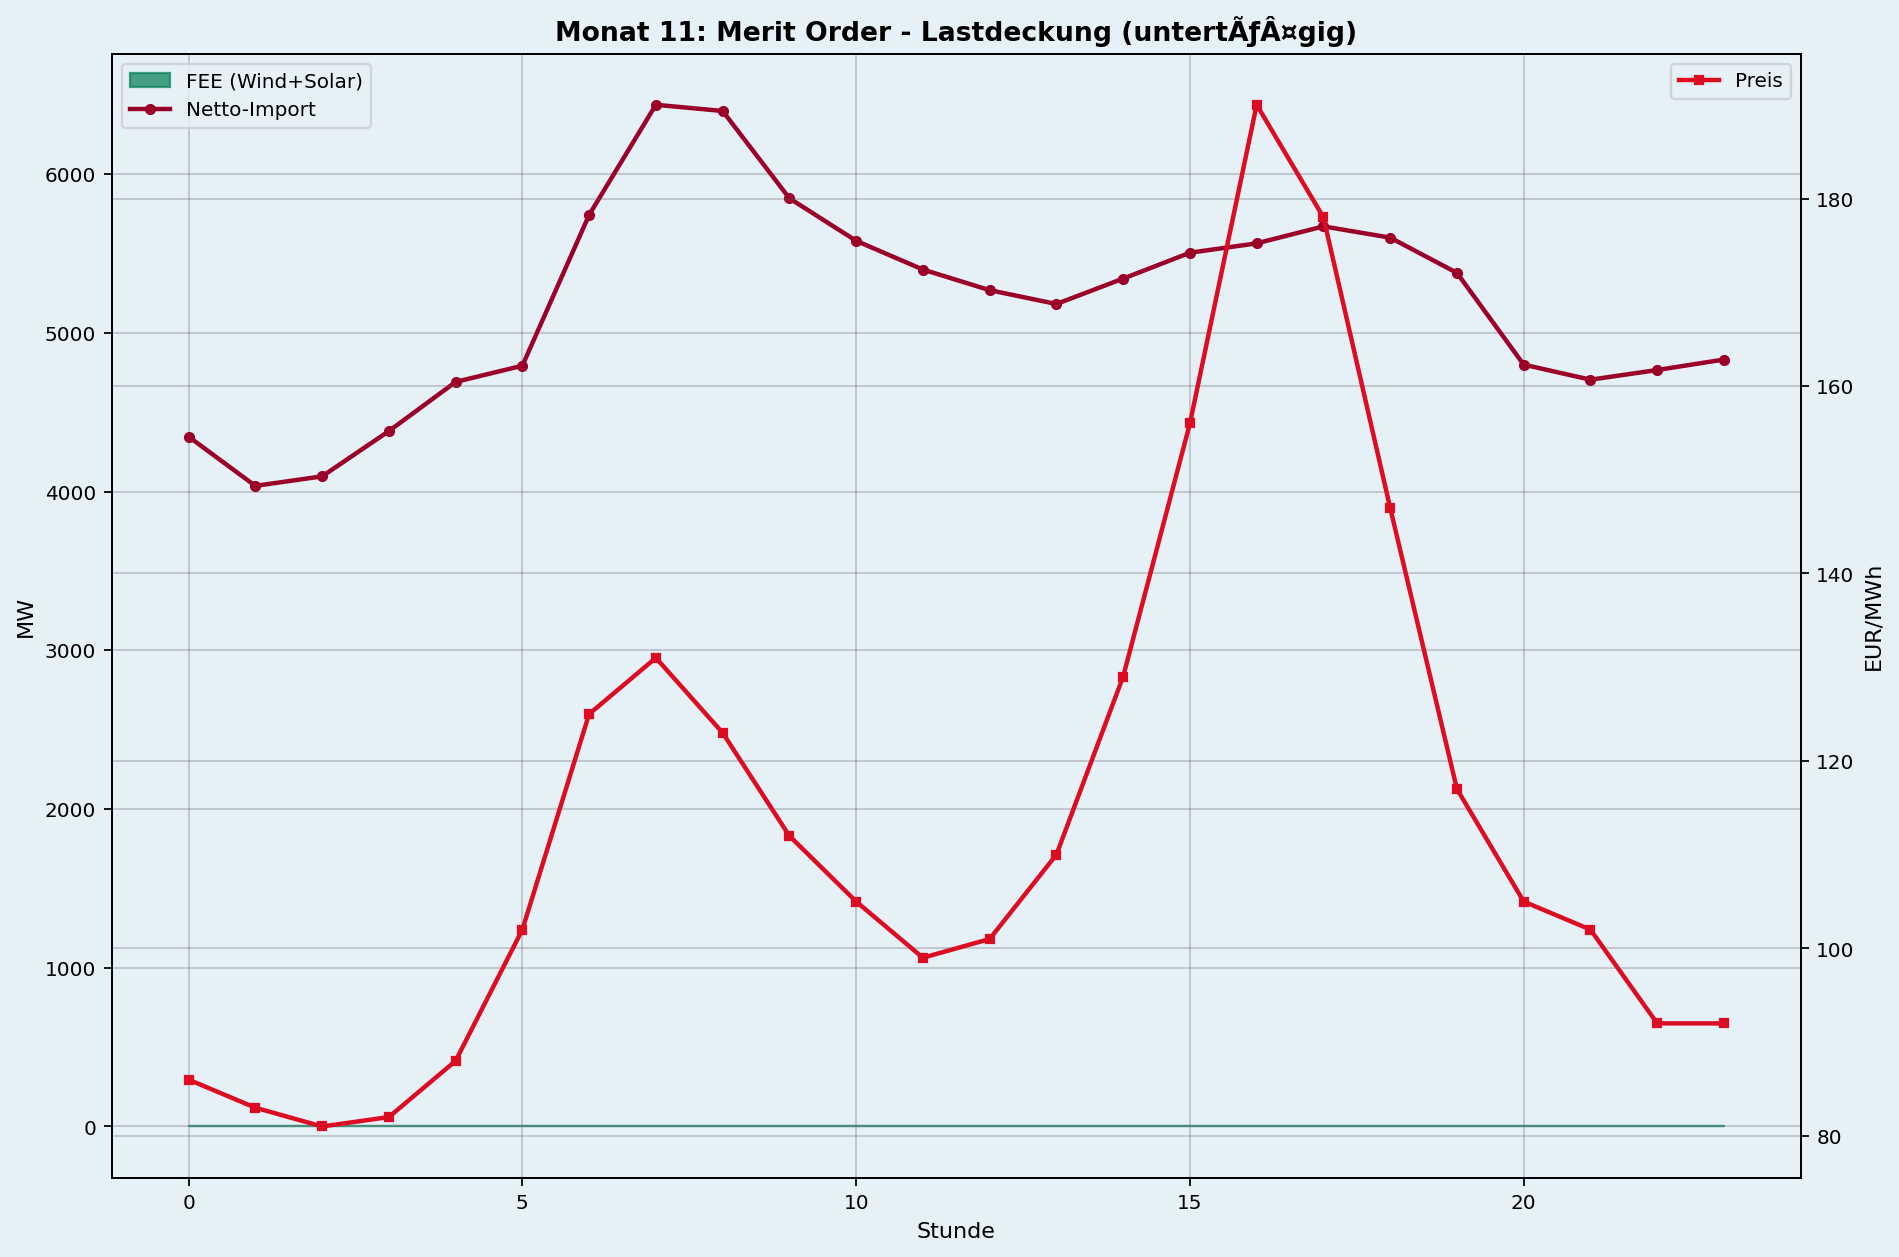 Monat 11: Merit Order - Lastdeckung (untertÃƒÂ¤gig)
FEE (Wind+Solar)
Netto-Import
Preis
MW
6000
5000
4000
3000
2000
1000
0
EUR/MWh
180
160
140
120
100
80
0
5
10
15
20
Stunde